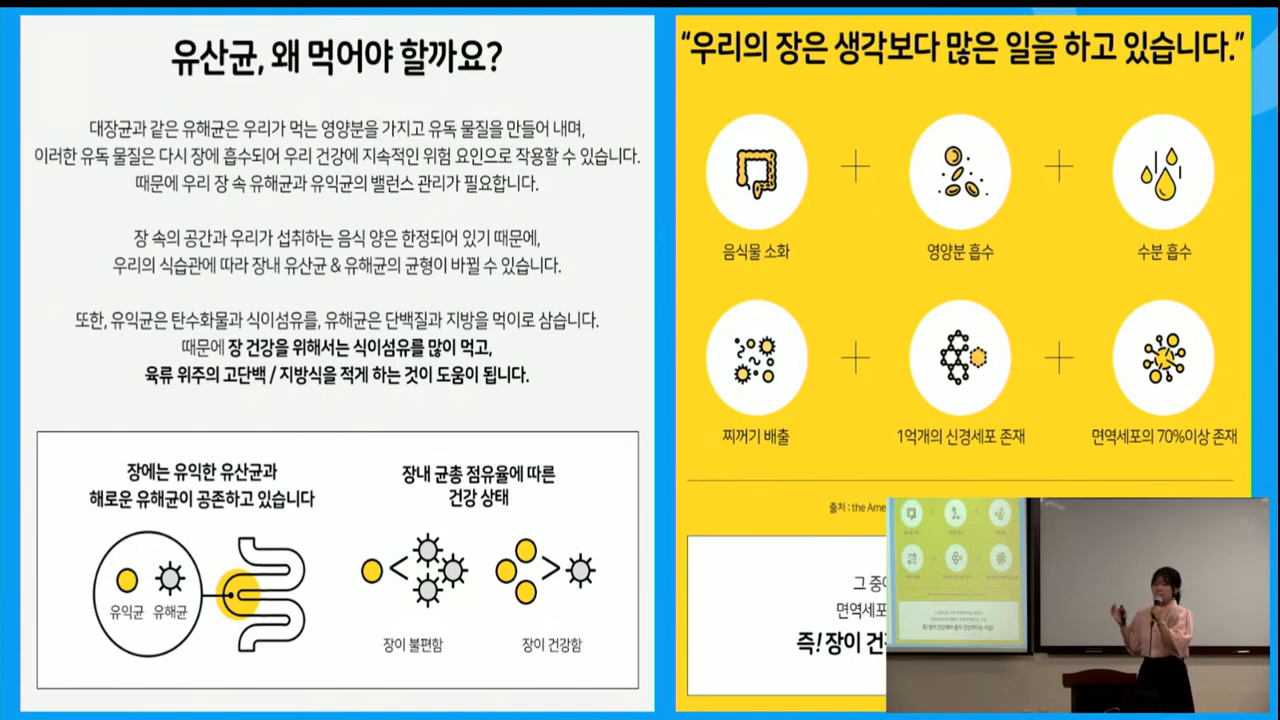 유산균, 왜 먹어야 할까요?
대장균과 같은 유해균은 우리가 먹는 영양분을 가지고 유독 물질을 만들어 내며,
이러한 유독 물질은 다시 장에 흡수되어 우리 건강에 지속적인 위험 요인으로 작용할 수 있습니다.
때문에 우리 장 속 유해균과 유익균의 밸런스 관리가 필요합니다.
장 속의 공간과 우리가 섭취하는 음식 양은 한정되어 있기 때문에,
우리의 식습관에 따라 장내 유산균 & 유해균의 균형이 바뀔 수 있습니다.
또한, 유익균은 탄수화물과 식이섬유를, 유해균은 단백질과 지방을 먹이로 삼습니다.
때문에 장 건강을 위해서는 식이섬유를 많이 먹고,
육류 위주의 고단백 / 지방식을 적게 하는 것이 도움이 됩니다.
장에는 유익한 유산균과
해로운 유해균이 공존하고 있습니다
유익균 유해균
장내 균총 점유율에 따른
건강 상태
<
>
장이 불편함
장이 건강함
“우리의 장은 생각보다 많은 일을 하고 있습니다.”
음식물 소화
영양분 흡수
수분 흡수
찌꺼기 배출
1억개의 신경세포 존재
면역세포의 70%이상 존재
출처 : the Ame
그 중에
면역세포
즉! 장이 건